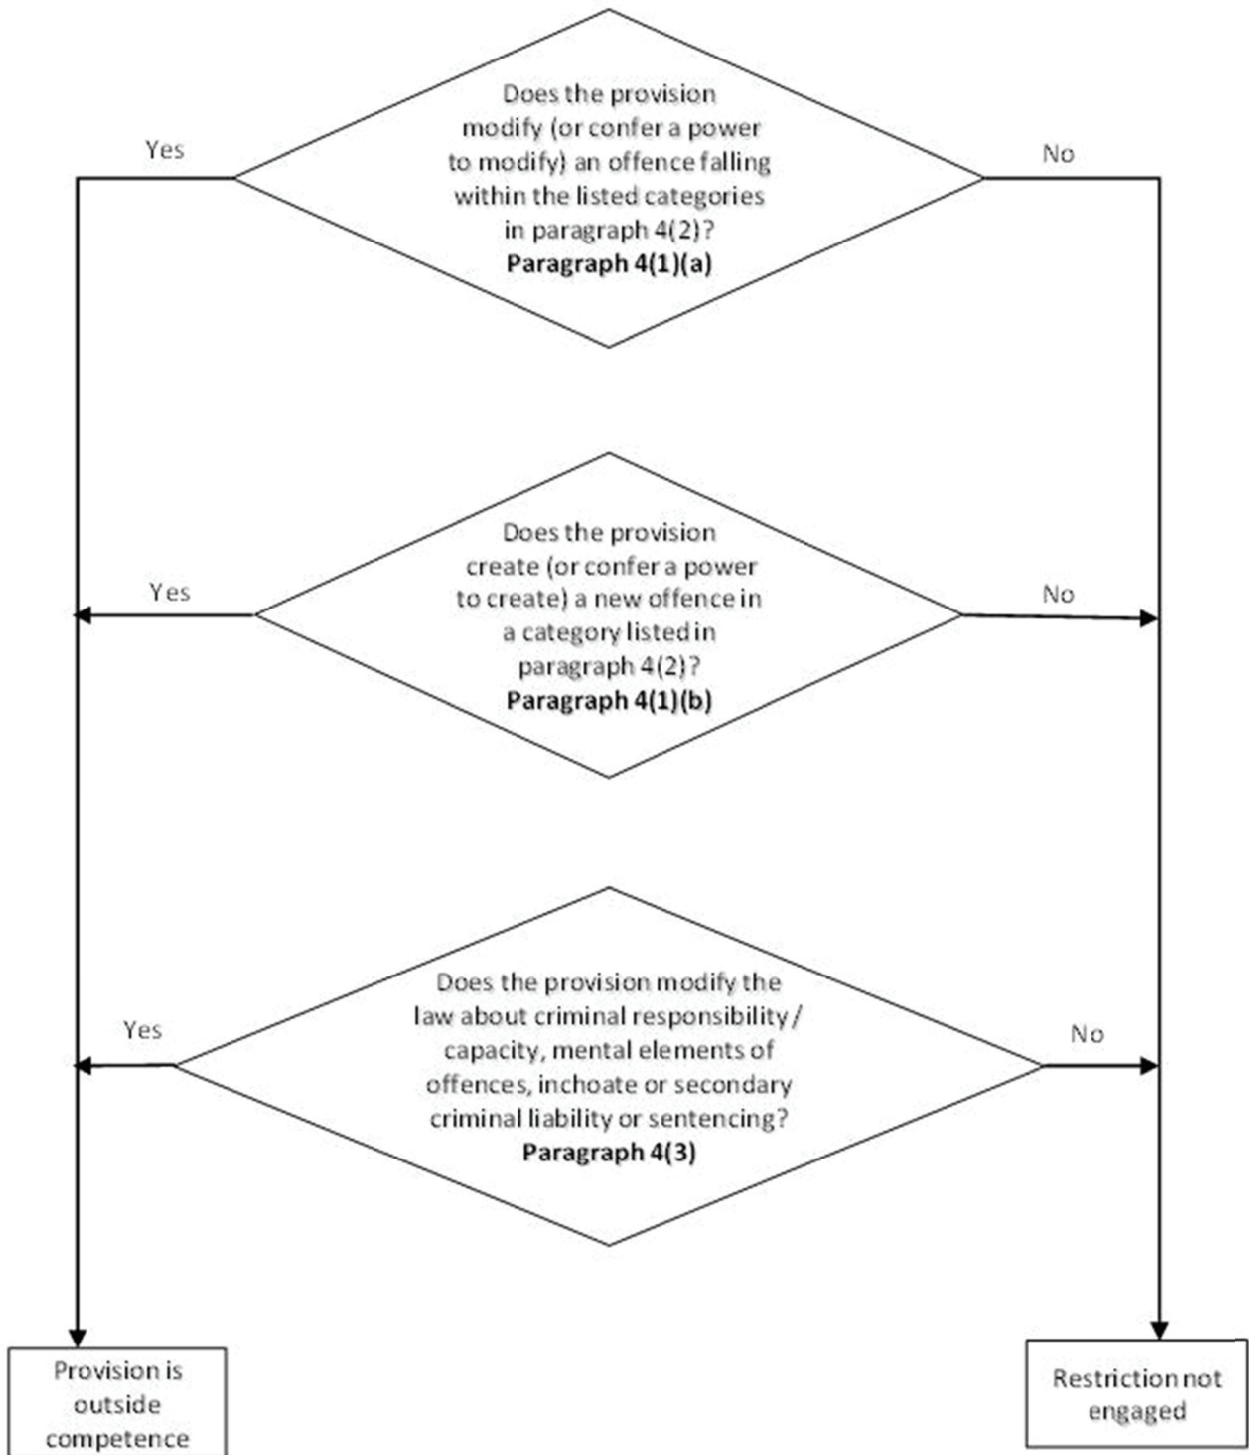 Does the provision
modify (or confer a power
to modify) an offence falling
within the listed categories
in paragraph 4(2)?
Paragraph 4(1)(a)
Yes
No
Does the provision
create (or confer a power
to create) a new offence in
a category listed in
paragraph 4(2)?
Paragraph 4(1)(b)
Yes
No
Does the provision modify the
law about criminal responsibility/
capacity, mental elements of
offences, inchoate or secondary
criminal liability or sentencing?
Paragraph 4(3)
Yes
No
Provision is
outside
competence
Restriction not
engaged